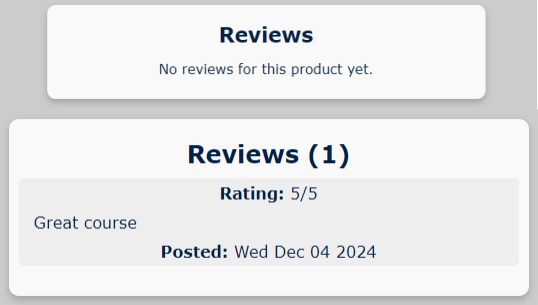 Reviews
No reviews for this product yet.
Reviews (1)
Rating: 5/5
Great course
Posted: Wed Dec 04 2024